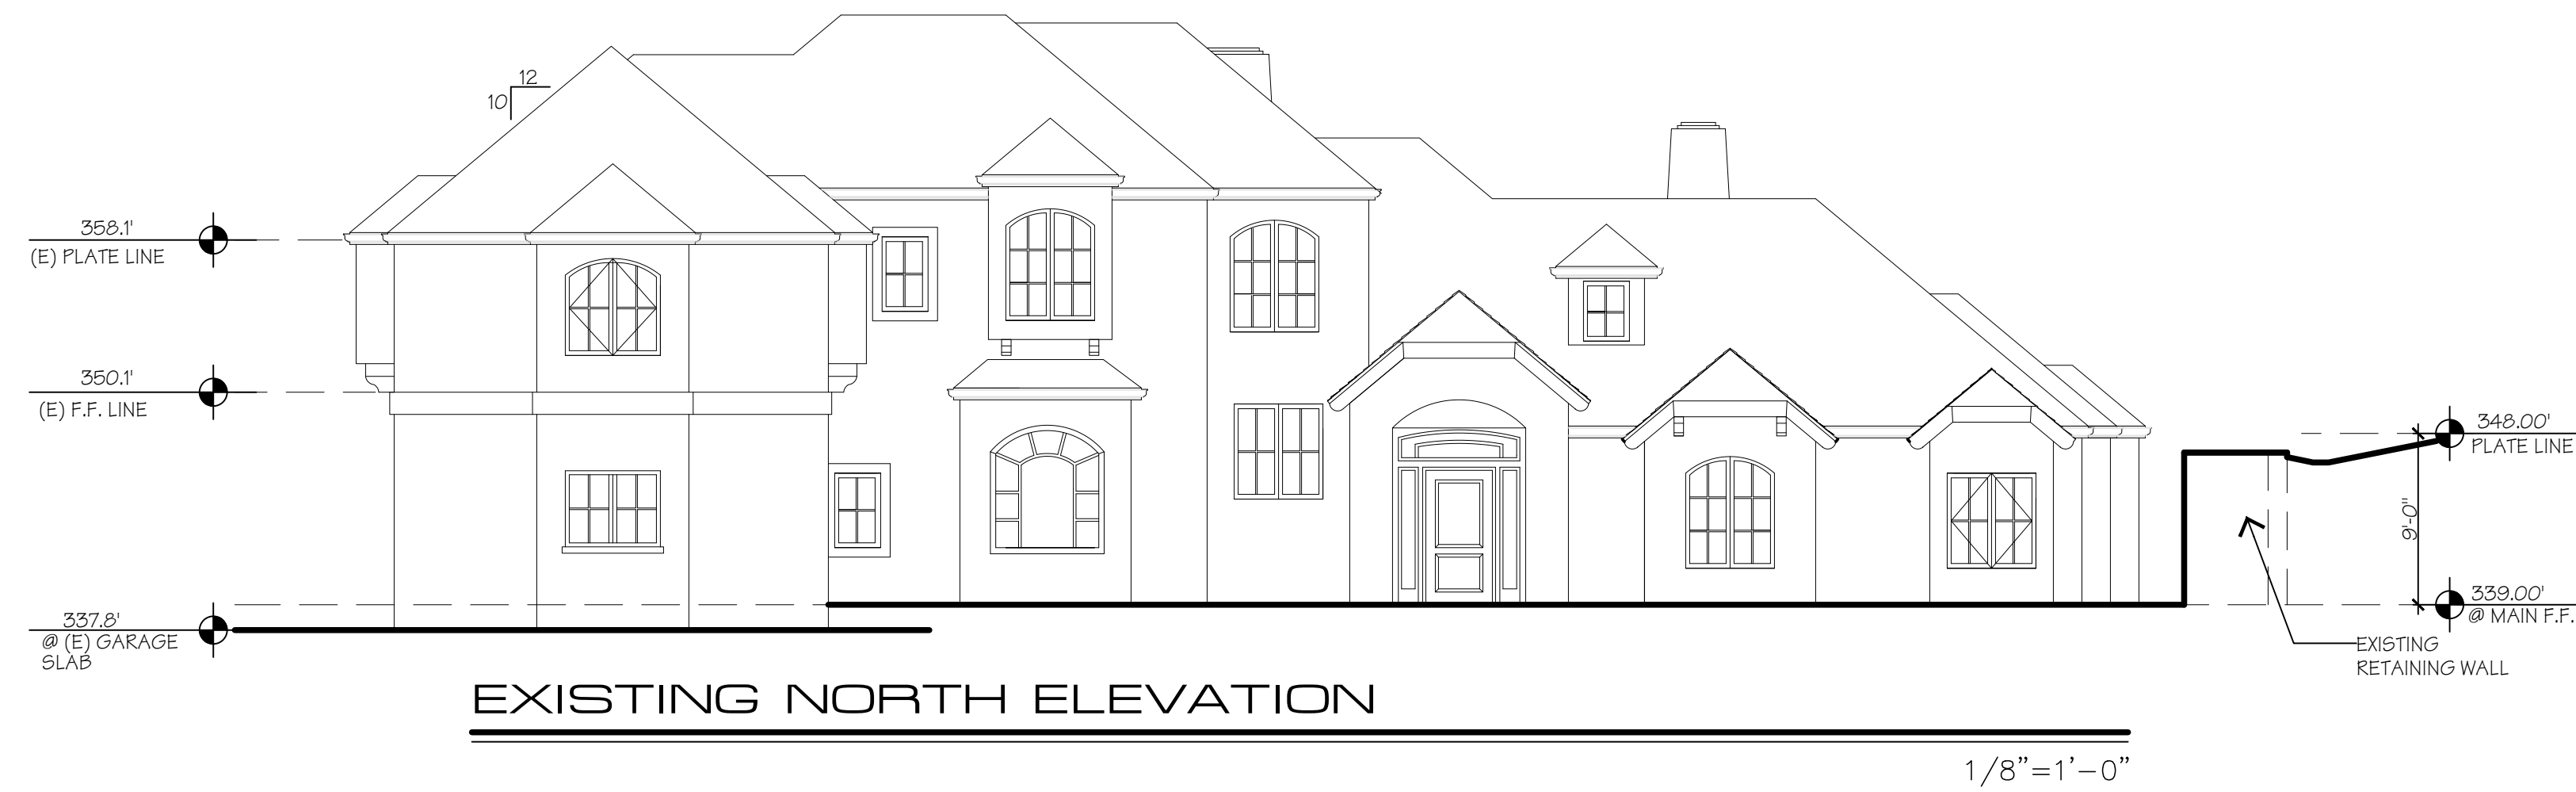 12
10
358.1'
(E) PLATE LINE
350.1'
(E) F.F. LINE
337.8'
@ (E) GARAGE
SLAB
348.00'
PLATE LINE
9'-0"
339.00'
@ MAIN F.F.
EXISTING
RETAINING WALL
EXISTING NORTH ELEVATION
1/8"=1'-0"